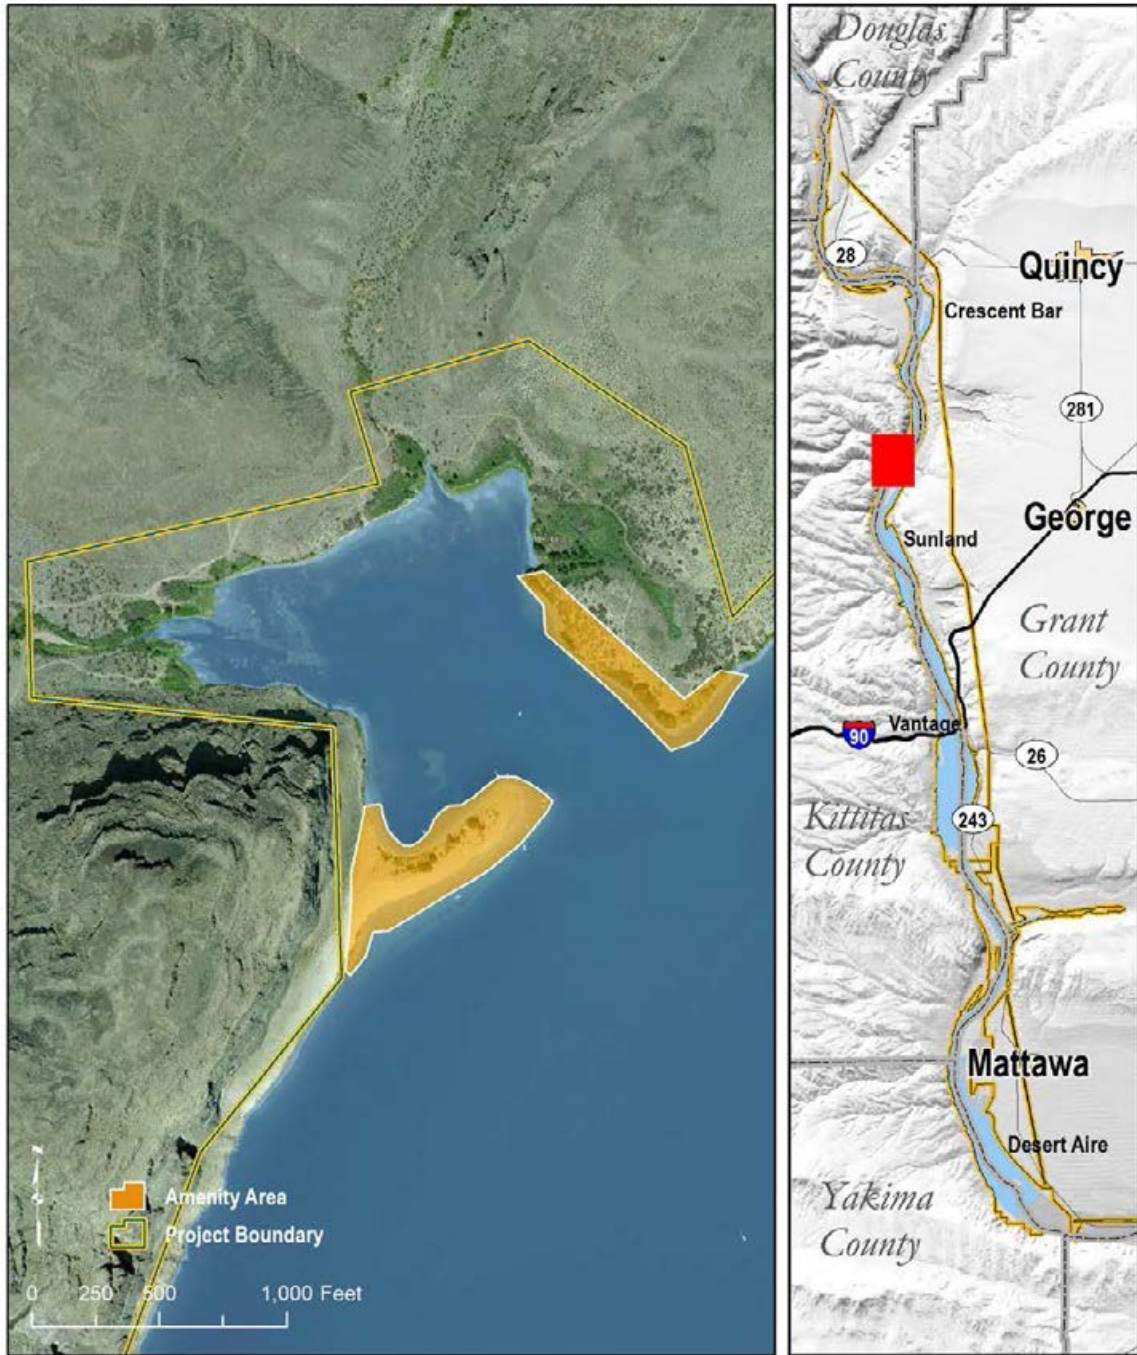 Amenity Area
Project Boundary
0 250 500 1,000 Feet
Douglas
County
28
Quincy
Crescent Bar
281
George
Sunland
Grant
County
Vantage
90
26
Kittitas
County
243
Mattawa
Desert Aire
Yakima
County